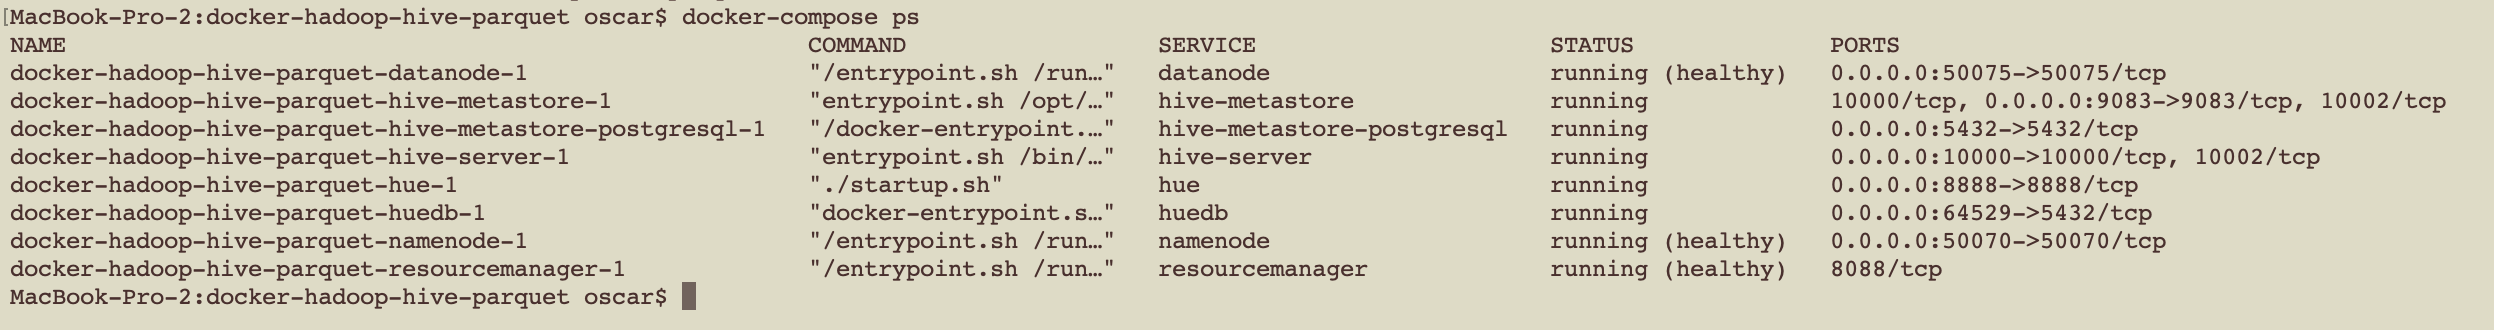 [MacBook-Pro-2:docker-hadoop-hive-parquet oscar$ docker-compose ps
NAME COMMAND SERVICE STATUS PORTS
docker-hadoop-hive-parquet-datanode-1 "/entrypoint.sh /run…" datanode running (healthy) 0.0.0.0:50075->50075/tcp
docker-hadoop-hive-parquet-hive-metastore-1 "entrypoint.sh /opt/…" hive-metastore running 10000/tcp, 0.0.0.0:9083->9083/tcp, 10002/tcp
docker-hadoop-hive-parquet-hive-metastore-postgresql-1 "/docker-entrypoint.…" hive-metastore-postgresql running 0.0.0.0:5432->5432/tcp
docker-hadoop-hive-parquet-hive-server-1 "entrypoint.sh /bin/…" hive-server running 0.0.0.0:10000->10000/tcp, 10002/tcp
docker-hadoop-hive-parquet-hue-1 "./startup.sh" hue running 0.0.0.0:8888->8888/tcp
docker-hadoop-hive-parquet-huedb-1 "docker-entrypoint.s…" huedb running 0.0.0.0:64529->5432/tcp
docker-hadoop-hive-parquet-namenode-1 "/entrypoint.sh /run…" namenode running (healthy) 0.0.0.0:50070->50070/tcp
docker-hadoop-hive-parquet-resourcemanager-1 "/entrypoint.sh /run…" resourcemanager running (healthy) 8088/tcp
MacBook-Pro-2:docker-hadoop-hive-parquet oscar$